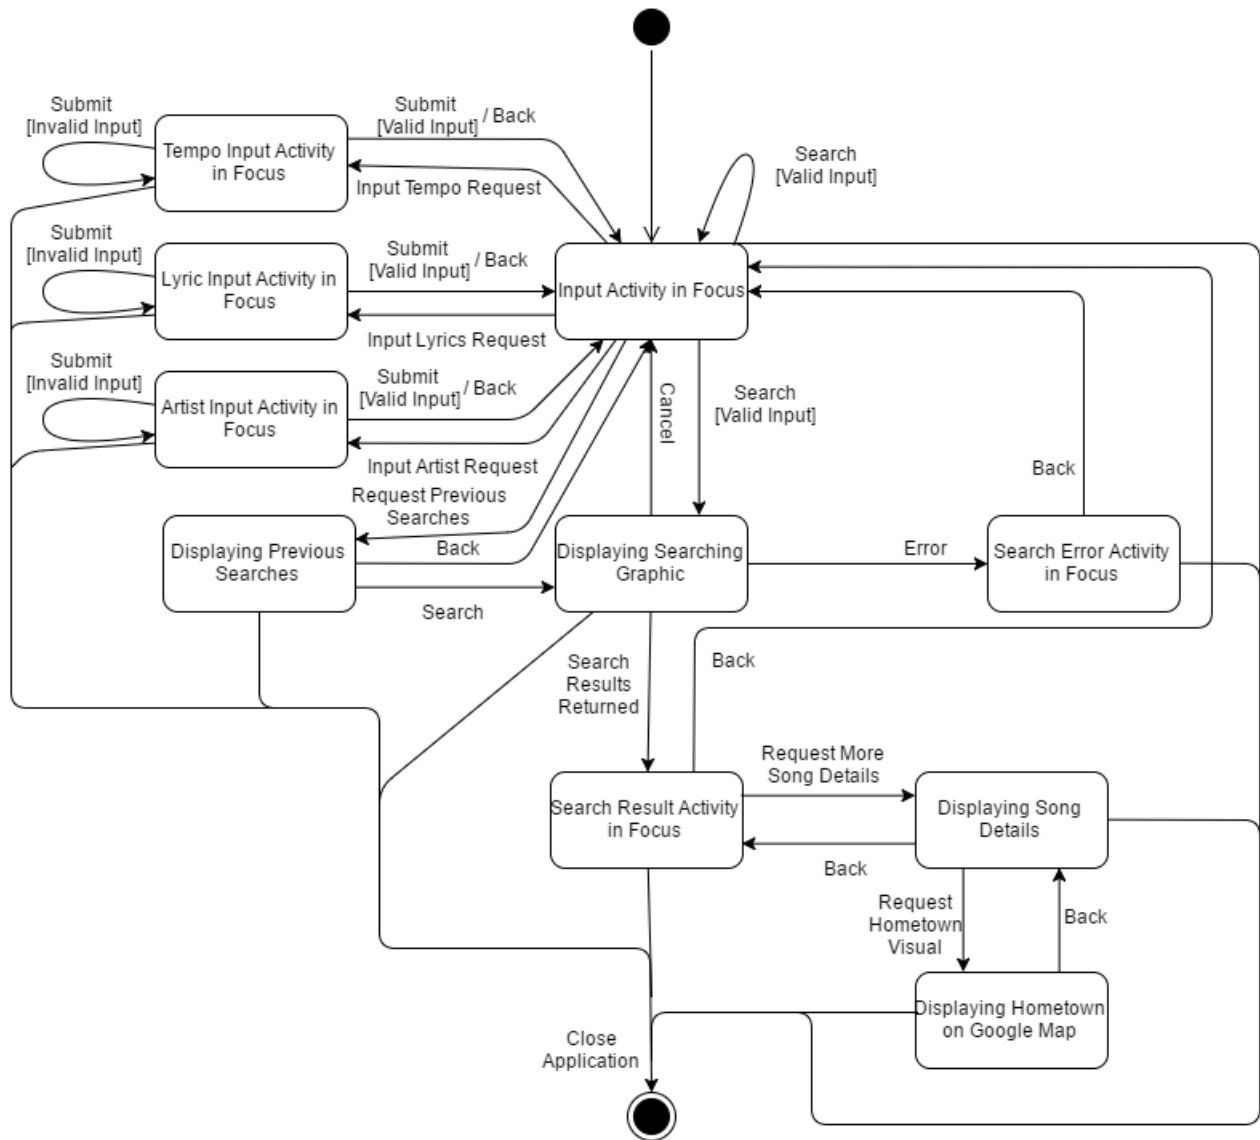 Submit
[Invalid Input]
Submit
[Valid Input] / Back
Tempo Input Activity
in Focus
Input Tempo Request
Search
[Valid Input]
Submit
[Invalid Input]
Submit
[Valid Input] / Back
Lyric Input Activity in
Focus
Input Activity in Focus
Input Lyrics Request
Submit
[Invalid Input]
Submit
[Valid Input] / Back
Cancel
Search
[Valid Input]
Artist Input Activity in
Focus
Input Artist Request
Back
Request Previous
Searches
Displaying Previous
Searches
Back
Displaying Searching
Graphic
Error
Search Error Activity
in Focus
Search
Search
Results
Returned
Back
Request More
Song Details
Search Result Activity
in Focus
Displaying Song
Details
Back
Request
Hometown
Visual
Back
Displaying Hometown
on Google Map
Close
Application